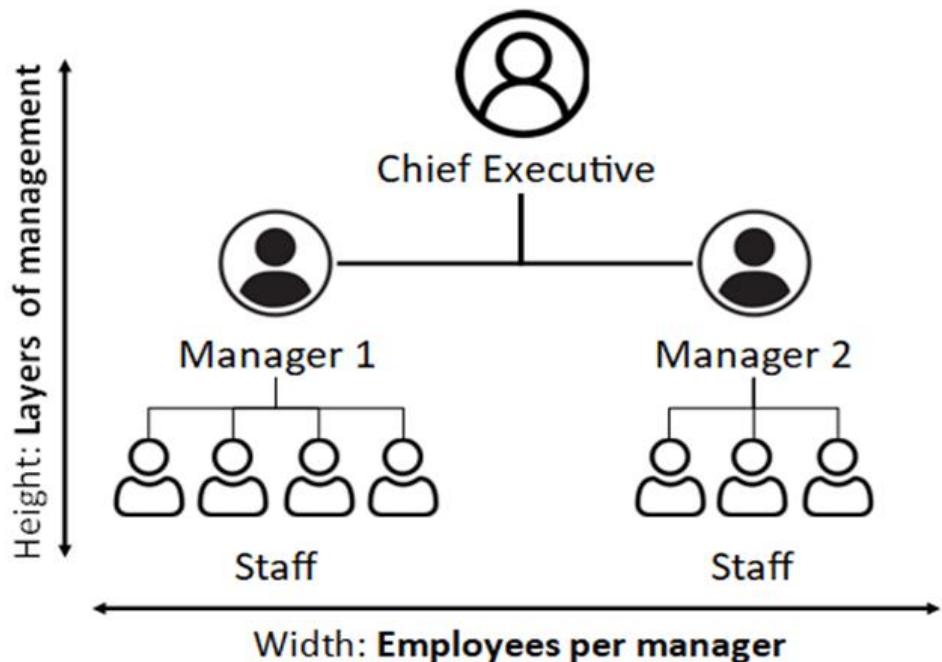 Chief Executive
Height: Layers of management
Manager 1
Manager 2
Staff
Staff
Width: Employees per manager